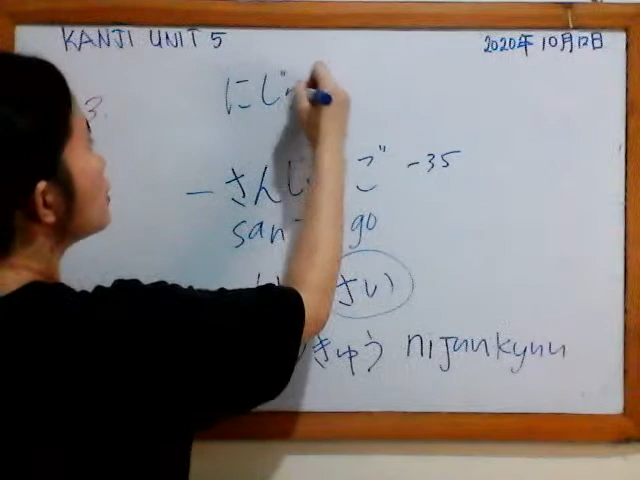 KANJI UNIT 5
2020年10月12日
3.
にじ
- さんじ ご - 35
san go
さい
きゅう nijuukyuu